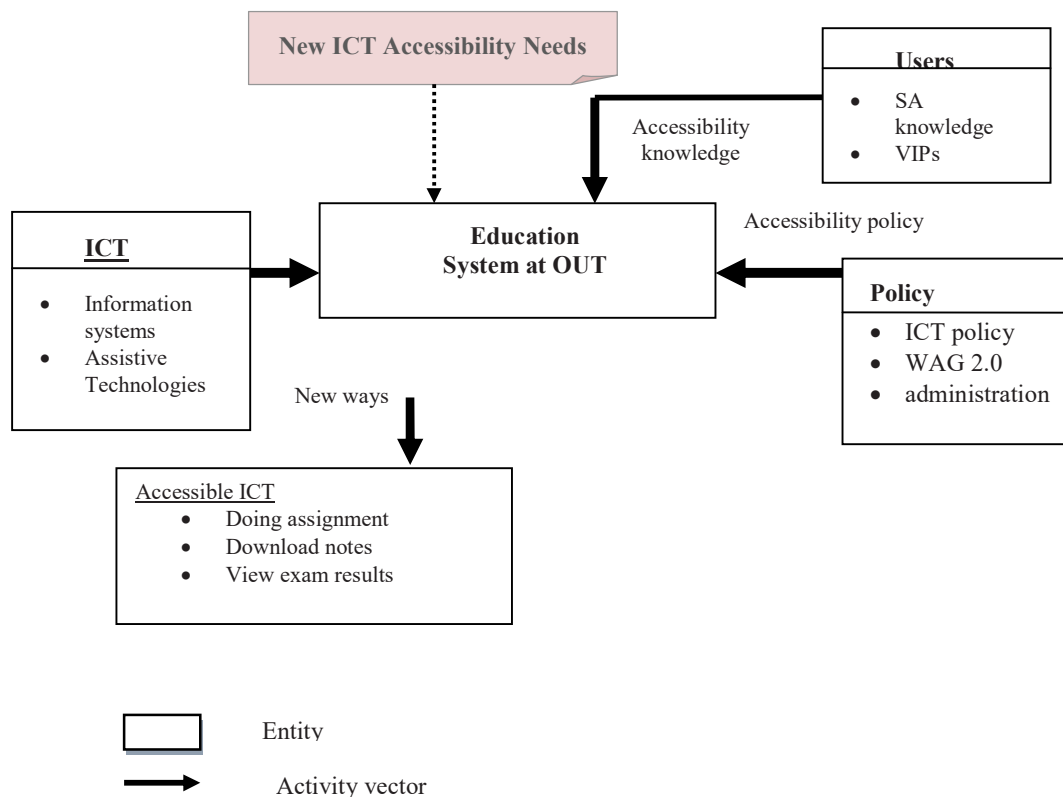 New ICT Accessibility Needs
Users
• SA
knowledge
• VIPs
Accessibility
knowledge
Education
System at OUT
Accessibility policy
ICT
• Information
systems
• Assistive
Technologies
Policy
• ICT policy
• WAG 2.0
• administration
New ways
Accessible ICT
• Doing assignment
• Download notes
• View exam results
Entity
Activity vector